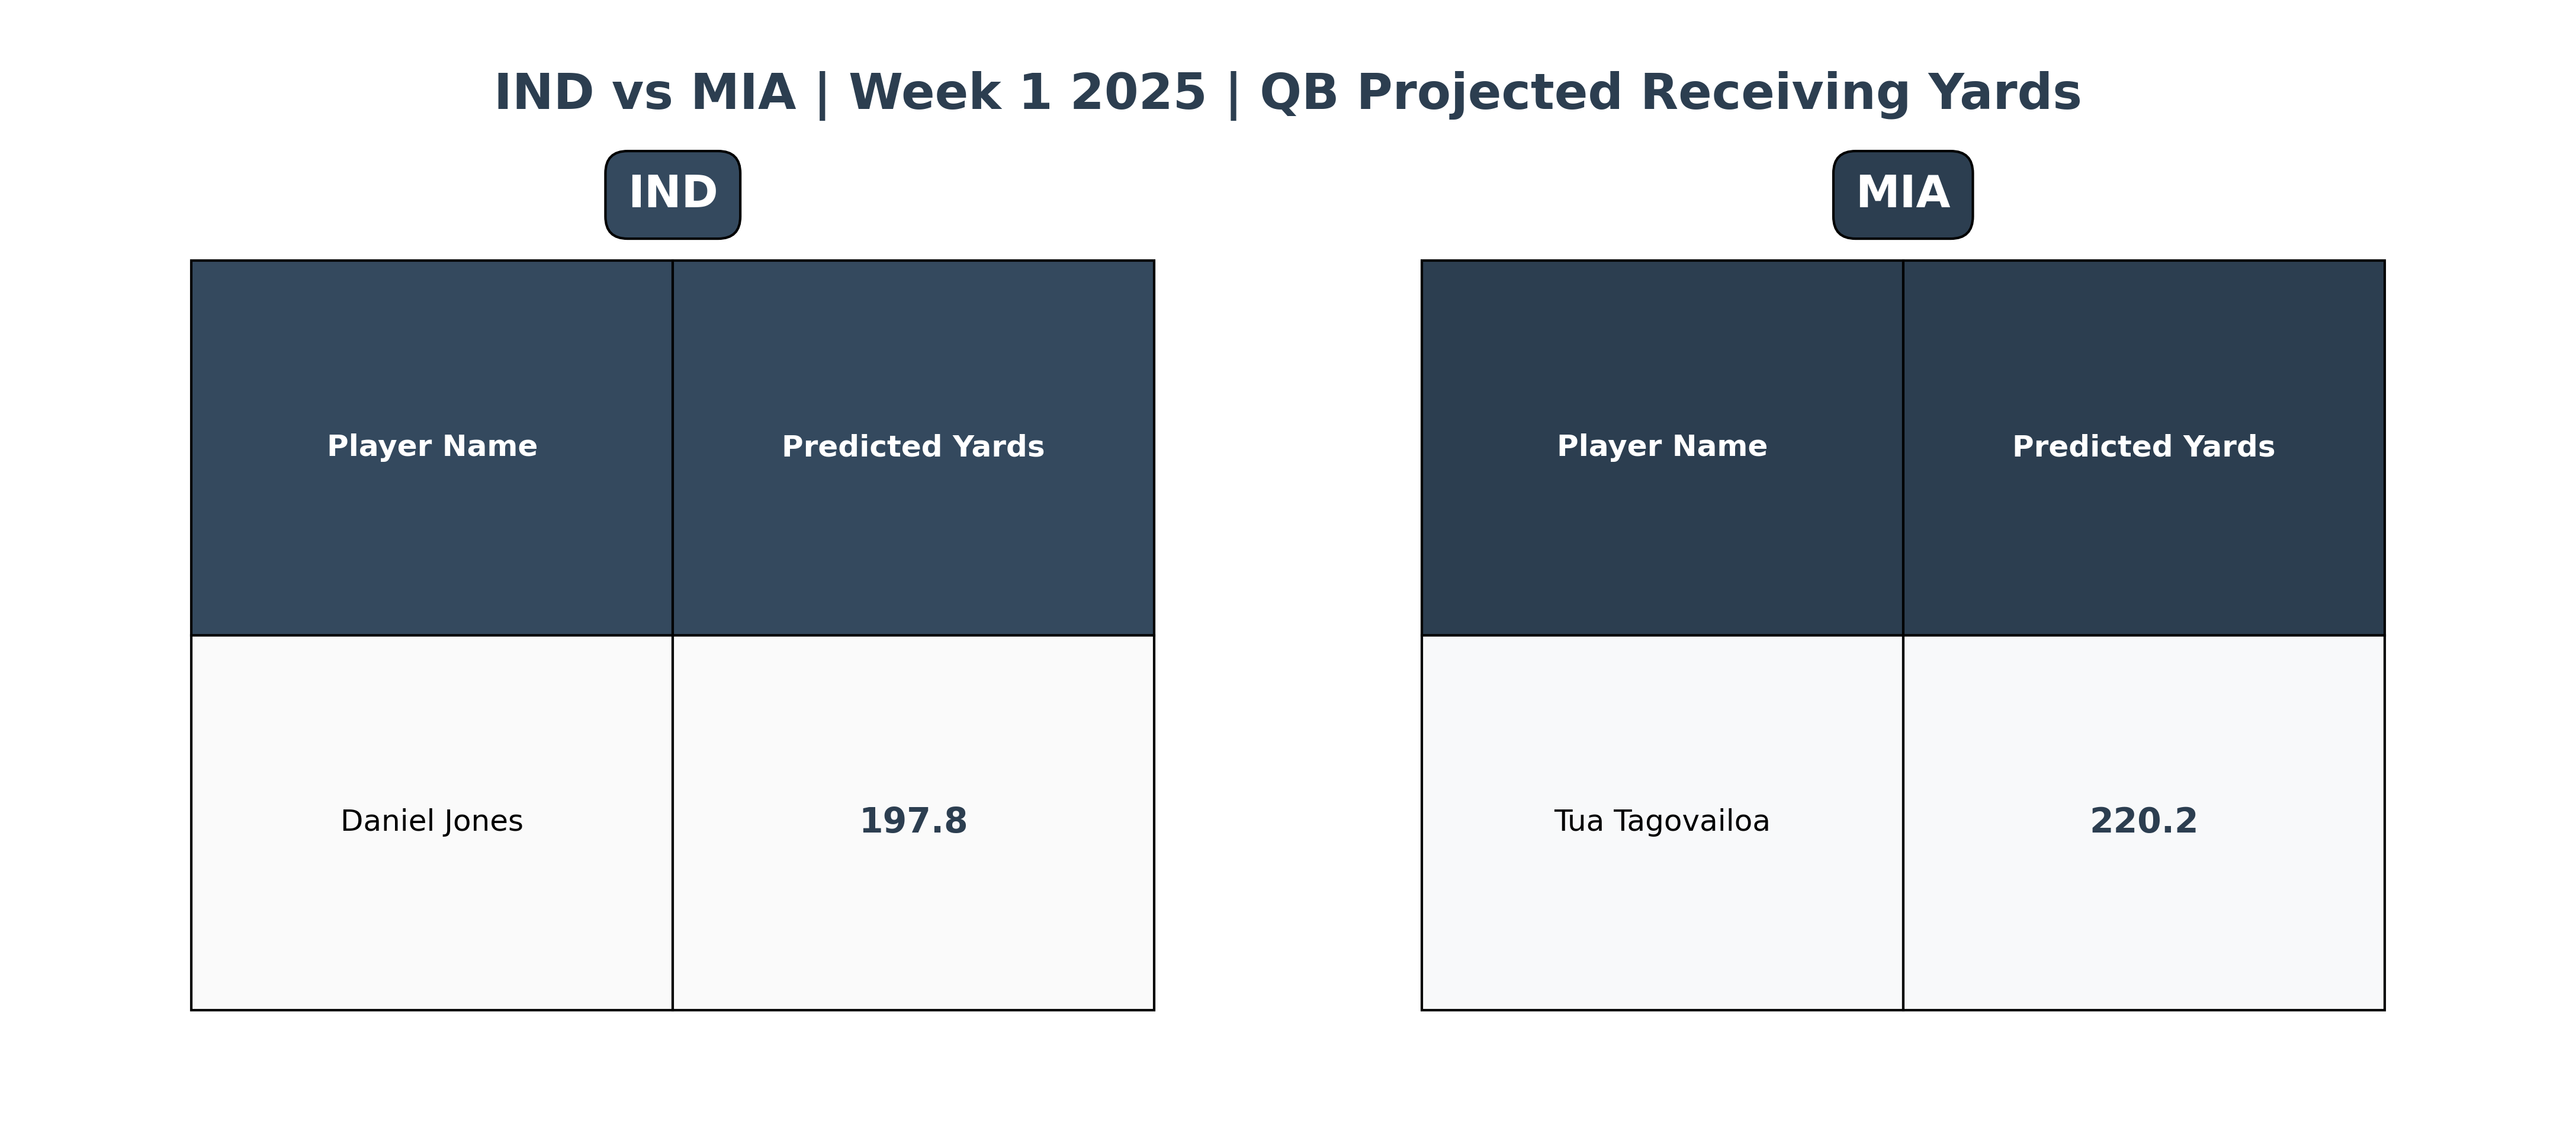 IND vs MIA | Week 1 2025 | QB Projected Receiving Yards
IND
Player Name Predicted Yards
Daniel Jones 197.8
MIA
Player Name Predicted Yards
Tua Tagovailoa 220.2